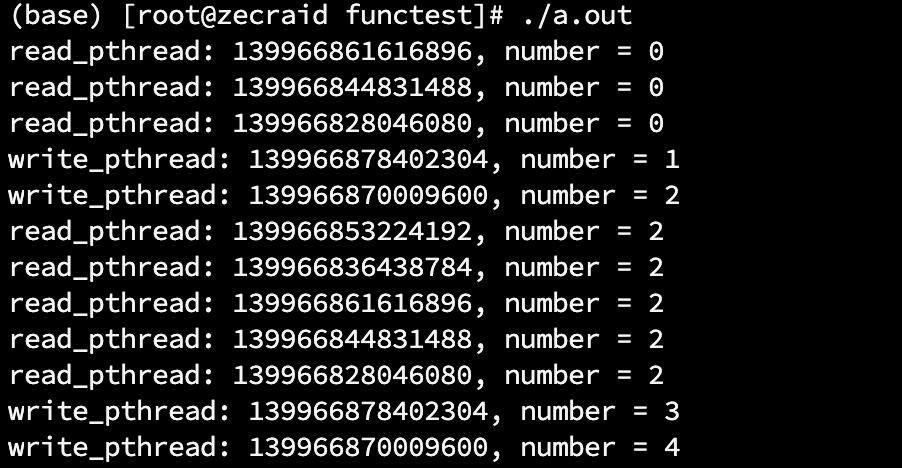 (base) [root@zecraid functest]# ./a.out
read_pthread: 139966861616896, number = 0
read_pthread: 139966844831488, number = 0
read_pthread: 139966828046080, number = 0
write_pthread: 139966878402304, number = 1
write_pthread: 139966870009600, number = 2
read_pthread: 139966853224192, number = 2
read_pthread: 139966836438784, number = 2
read_pthread: 139966861616896, number = 2
read_pthread: 139966844831488, number = 2
read_pthread: 139966828046080, number = 2
write_pthread: 139966878402304, number = 3
write_pthread: 139966870009600, number = 4